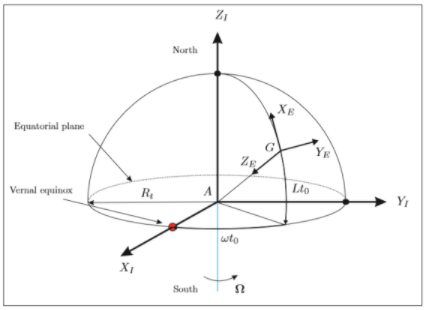 Z_I
North
X_E
Equatorial plane
G
Y_E
Z_E
Vernal equinox
R_t
A
Lt_0
Y_I
ωt_0
X_I
South
Ω